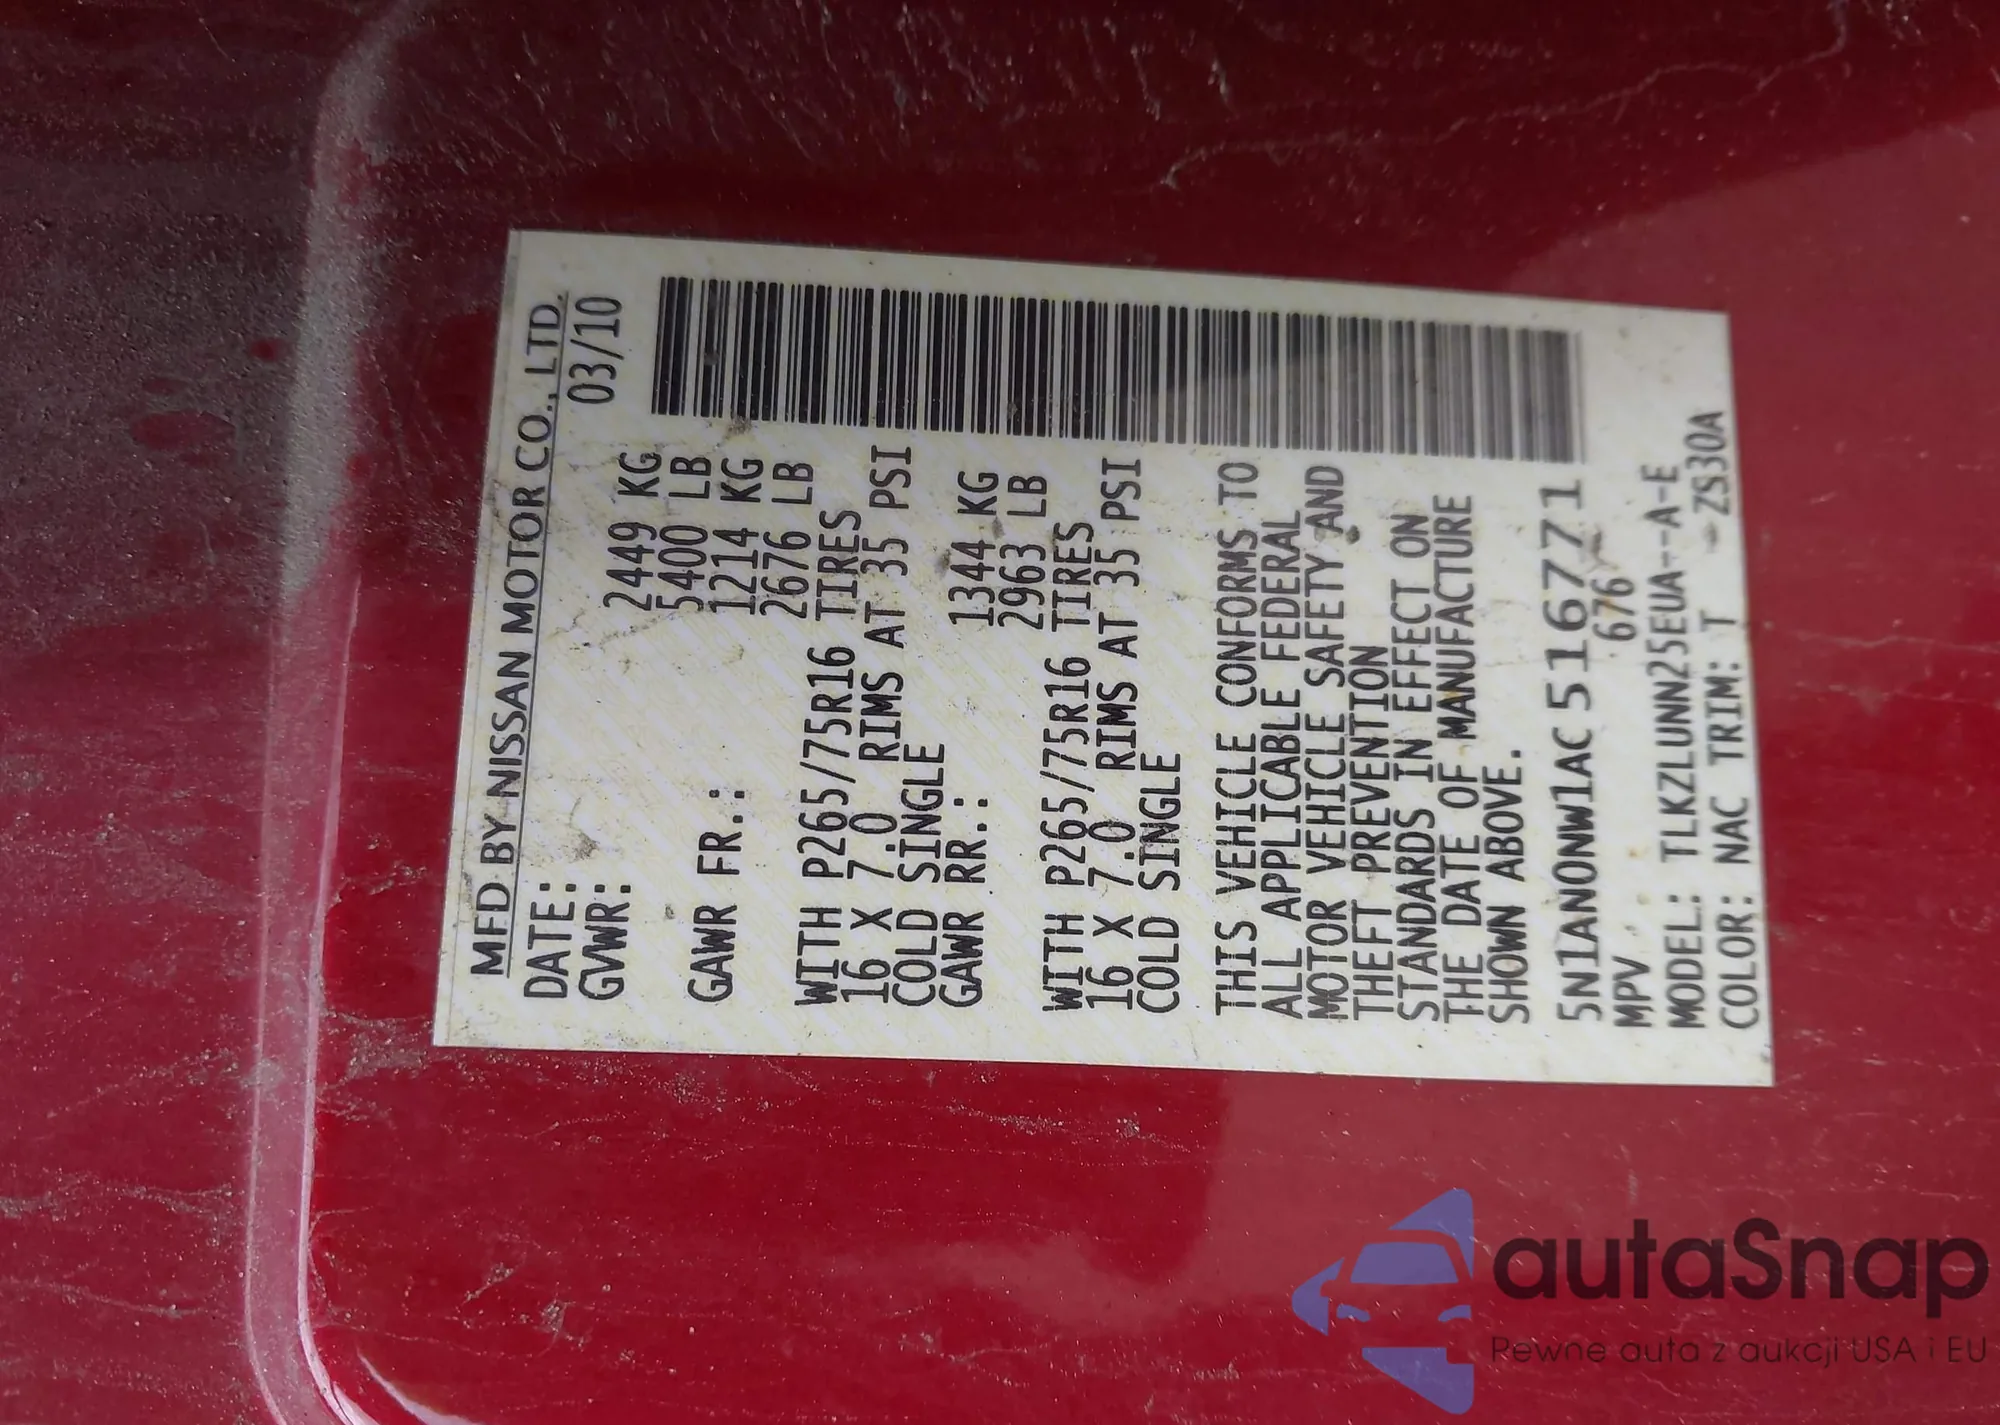 MFD BY NISSAN MOTOR CO., LTD.
DATE: 03/10
GVWR: 2449 KG
5400 LB
GAWR FR.: 1214 KG
2676 LB
WITH P265/75R16 TIRES
16 X 7.0 RIMS AT 35 PSI
COLD SINGLE
GAWR RR.: 1344 KG
2963 LB
WITH P265/75R16 TIRES
16 X 7.0 RIMS AT 35 PSI
COLD SINGLE
THIS VEHICLE CONFORMS TO
ALL APPLICABLE FEDERAL
MOTOR VEHICLE SAFETY AND
THEFT PREVENTION
STANDARDS IN EFFECT ON
THE DATE OF MANUFACTURE
SHOWN ABOVE.
5N1AN0NW1AC516771
MPV 676
MODEL: TLKZLUNN25EUA--A-E
COLOR: NAC TRIM: T - ZS30A
autaSnap
Pewne auta z aukcji USA i EU